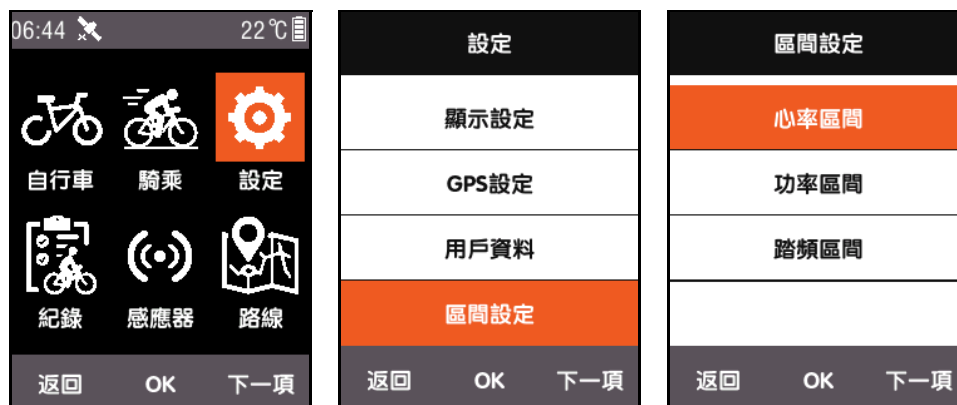 06:44 22℃
自行車 騎乘 設定
紀錄 感應器 路線
返回 OK 下一項
設定
顯示設定
GPS設定
用戶資料
區間設定
返回 OK 下一項
區間設定
心率區間
功率區間
踏頻區間
返回 OK 下一項